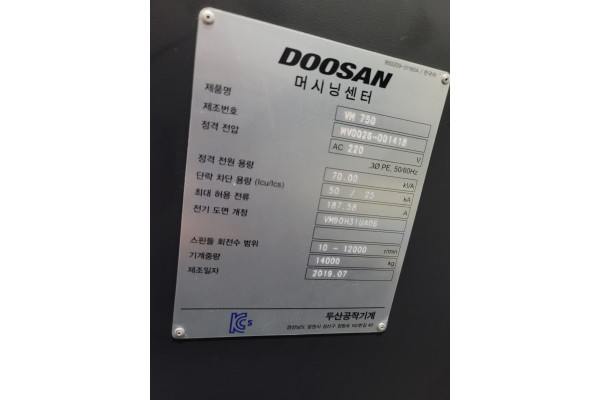 DOOSAN
머시닝센터
제품명 VM 750
제조번호 MV0026-001418
정격 전압 AC 220 V
3Ø PE, 50/60Hz
정격 전원 용량 70.00 kVA
단락 차단 용량 (Icu/Ics) 50 / 25 kA
최대 허용 전류 187.58 A
전기 도면 개정 VM90H31UA06
스핀들 회전수 범위 10 - 12000 r/min
기계중량 14000 kg
제조일자 2019.07
두산공작기계